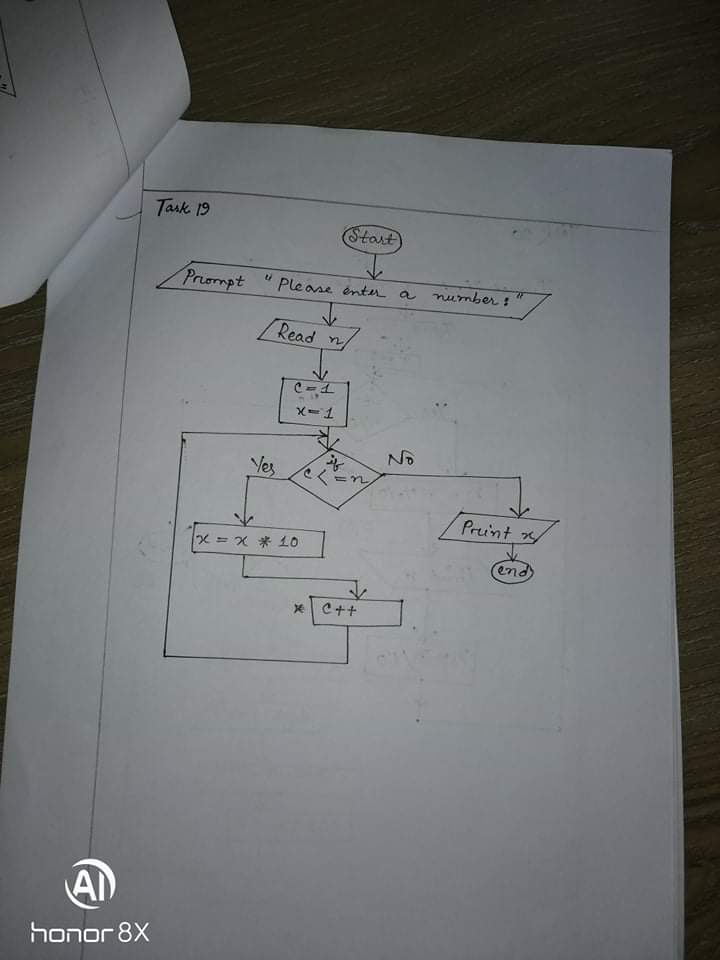 Task 19
Start
Prompt "Please enter a number:"
Read n
c=1
x=1
if
c<=n
Yes
No
x = x * 10
Print x
end
* c++
AI
honor 8X